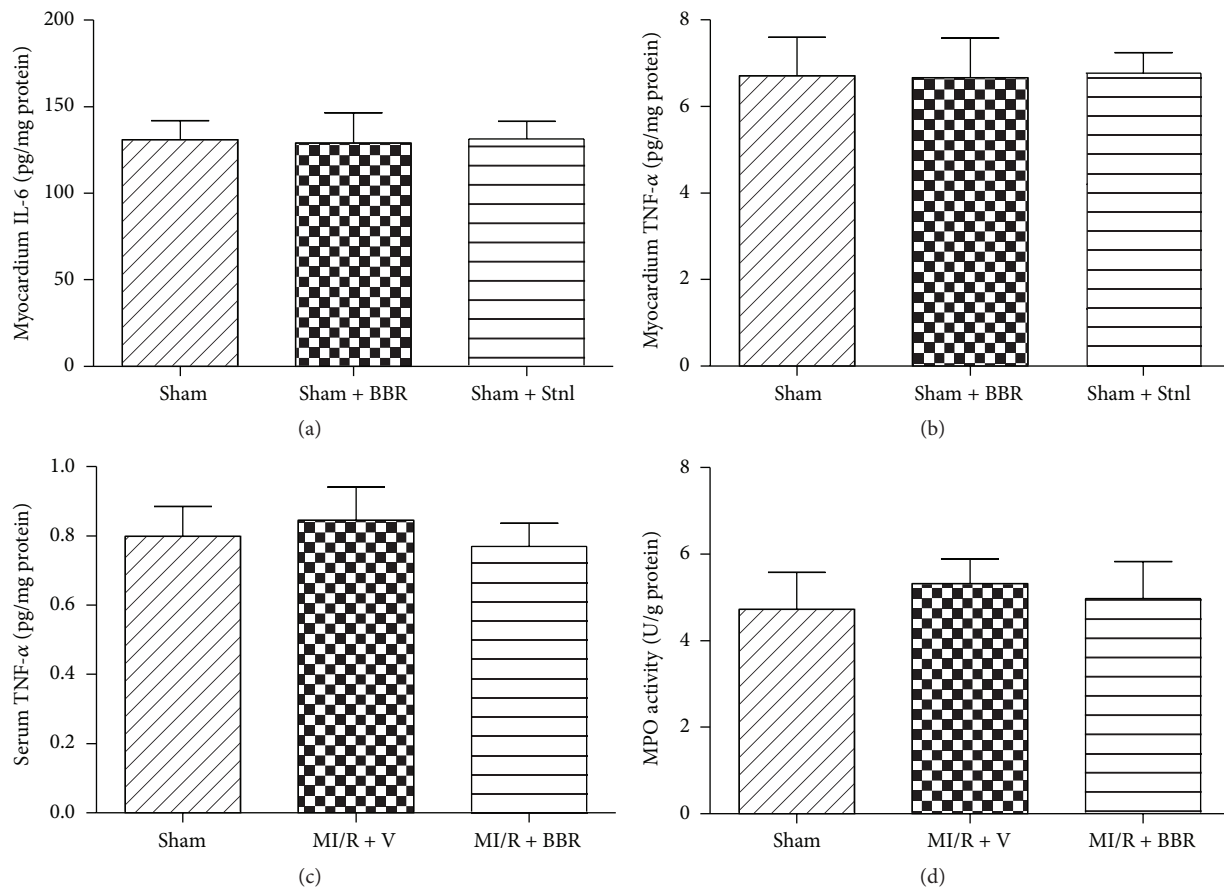 Myocardium IL-6 (pg/mg protein)
200
150
100
50
0
Sham
Sham + BBR
Sham + Stnl
(a)
Myocardium TNF-α (pg/mg protein)
8
6
4
2
0
Sham
Sham + BBR
Sham + Stnl
(b)
Serum TNF-α (pg/mg protein)
1.0
0.8
0.6
0.4
0.2
0.0
Sham
MI/R + V
MI/R + BBR
(c)
MPO activity (U/g protein)
8
6
4
2
0
Sham
MI/R + V
MI/R + BBR
(d)